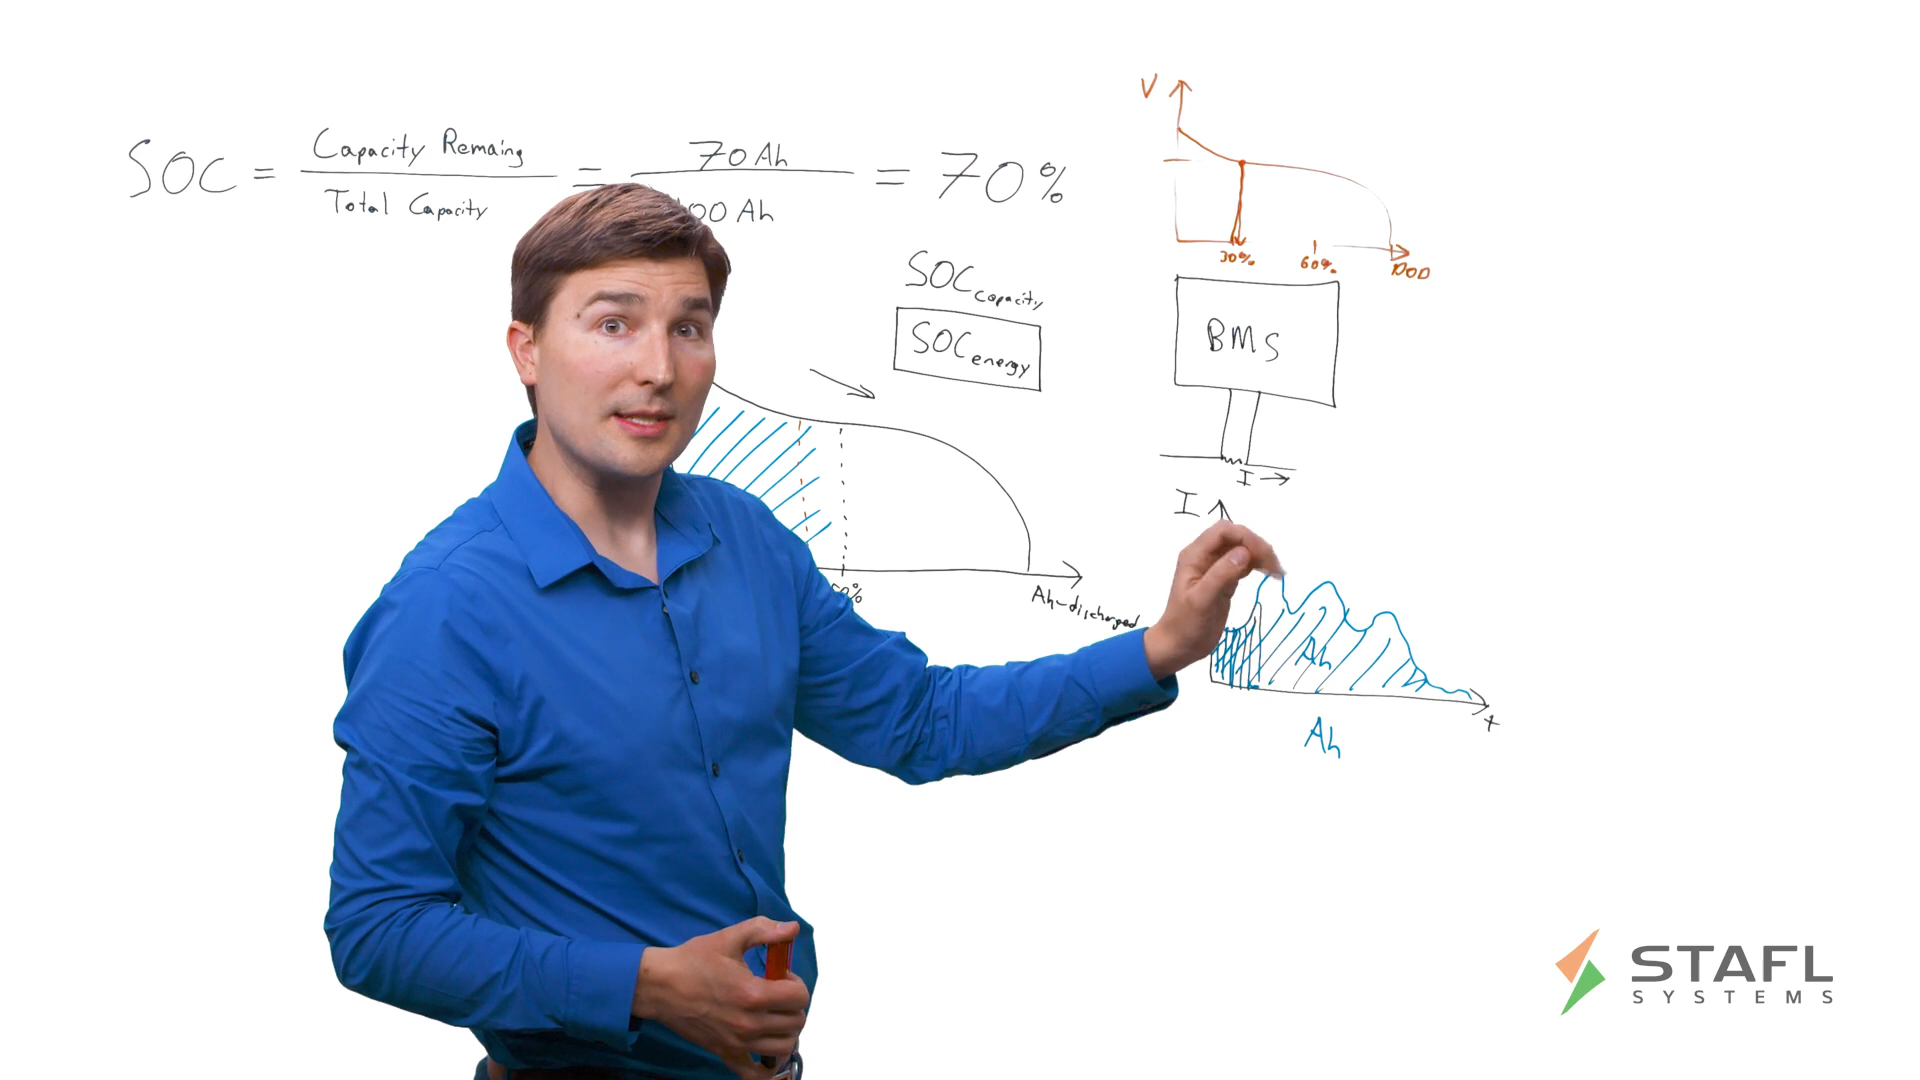 SOC = Capacity Remaing / Total Capacity = 70 Ah / 100 Ah = 70%
SOC capacity
SOC energy
Ah-discharged
V
30%
60%
DOD
BMS
I →
I
Ah
t
Ah
STAFL
SYSTEMS